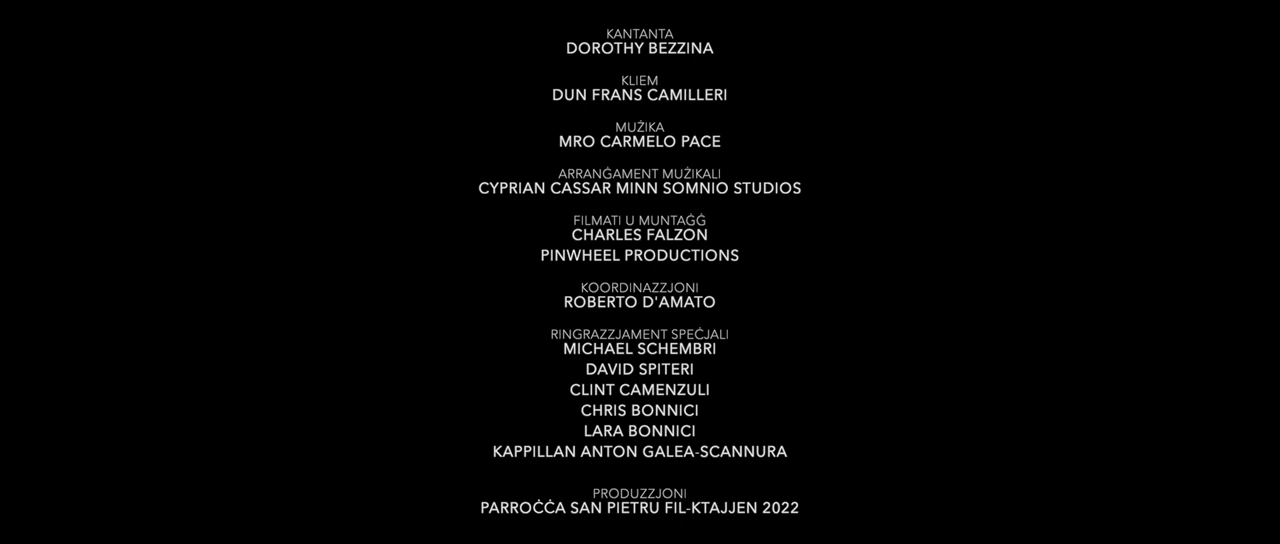 KANTANTA
DOROTHY BEZZINA
KLIEM
DUN FRANS CAMILLERI
MUŻIKA
MRO CARMELO PACE
ARRANĠAMENT MUŻIKALI
CYPRIAN CASSAR MINN SOMNIO STUDIOS
FILMATI U MUNTAĠĠ
CHARLES FALZON
PINWHEEL PRODUCTIONS
KOORDINAZZJONI
ROBERTO D'AMATO
RINGRAZZJAMENT SPEĊJALI
MICHAEL SCHEMBRI
DAVID SPITERI
CLINT CAMENZULI
CHRIS BONNICI
LARA BONNICI
KAPPILLAN ANTON GALEA-SCANNURA
PRODUZZJONI
PARROĊĊA SAN PIETRU FIL-KTAJJEN 2022